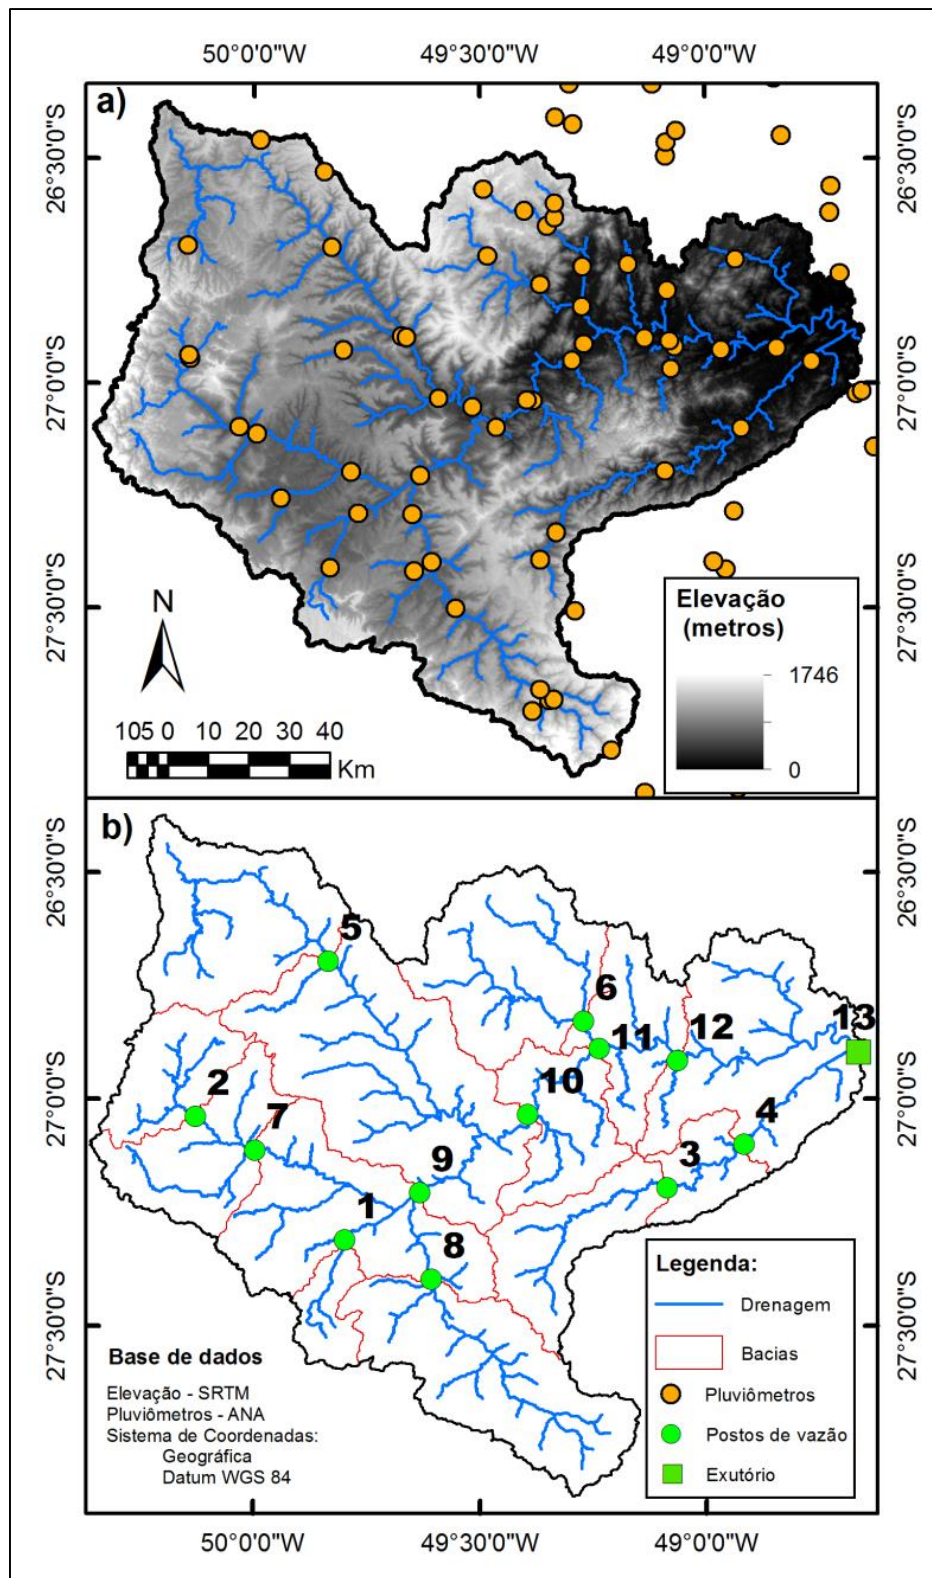 50°0'0"W 49°30'0"W 49°0'0"W
a)
26°30'0"S 26°30'0"S
27°0'0"S 27°0'0"S
27°30'0"S 27°30'0"S
N
105 0 10 20 30 40
Km
Elevação
(metros)
1746
0
b)
26°30'0"S 26°30'0"S
27°0'0"S 27°0'0"S
27°30'0"S 27°30'0"S
5
6
11
12
13
2
7
10
4
9
3
1
8
Base de dados
Elevação - SRTM
Pluviômetros - ANA
Sistema de Coordenadas:
Geográfica
Datum WGS 84
Legenda:
Drenagem
Bacias
Pluviômetros
Postos de vazão
Exutório
50°0'0"W 49°30'0"W 49°0'0"W